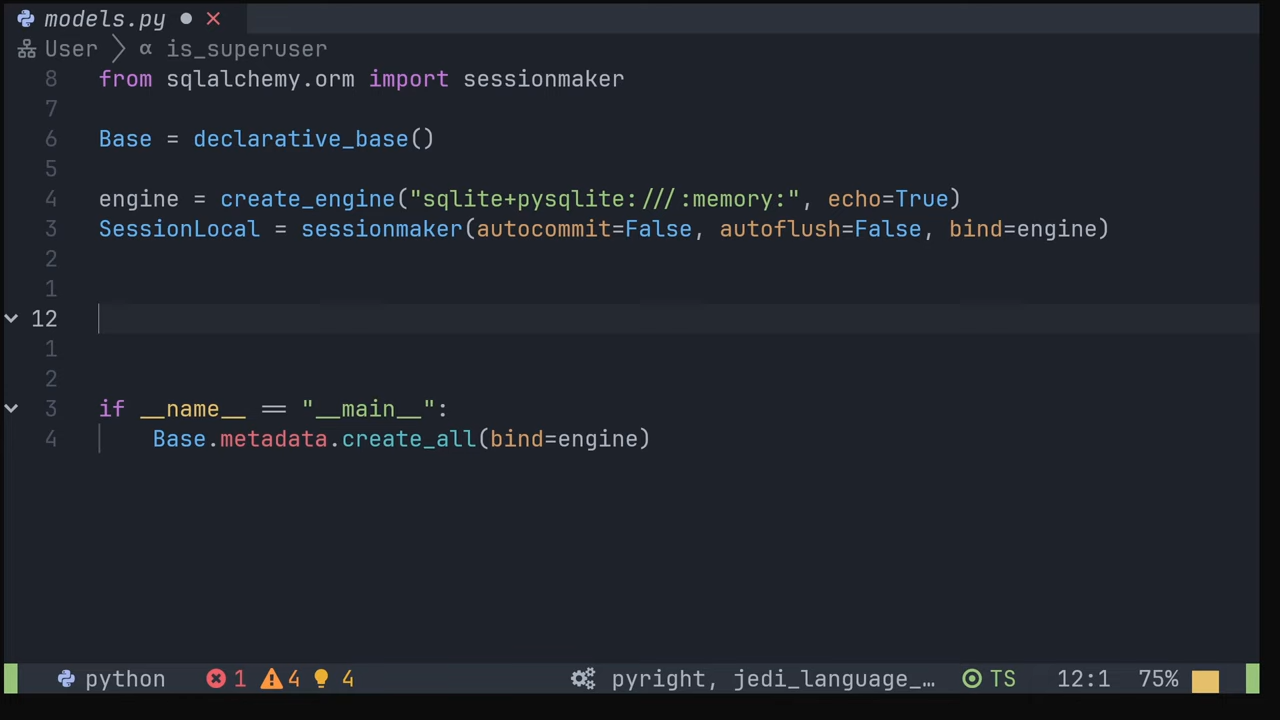 models.py
User is_superuser
8 from sqlalchemy.orm import sessionmaker
7
6 Base = declarative_base()
5
4 engine = create_engine("sqlite+pysqlite:///:memory:", echo=True)
3 SessionLocal = sessionmaker(autocommit=False, autoflush=False, bind=engine)
2
1
12
1
2
3 if __name__ == "__main__":
4 Base.metadata.create_all(bind=engine)
python 1 4 4 pyright, jedi_language_… TS 12:1 75%